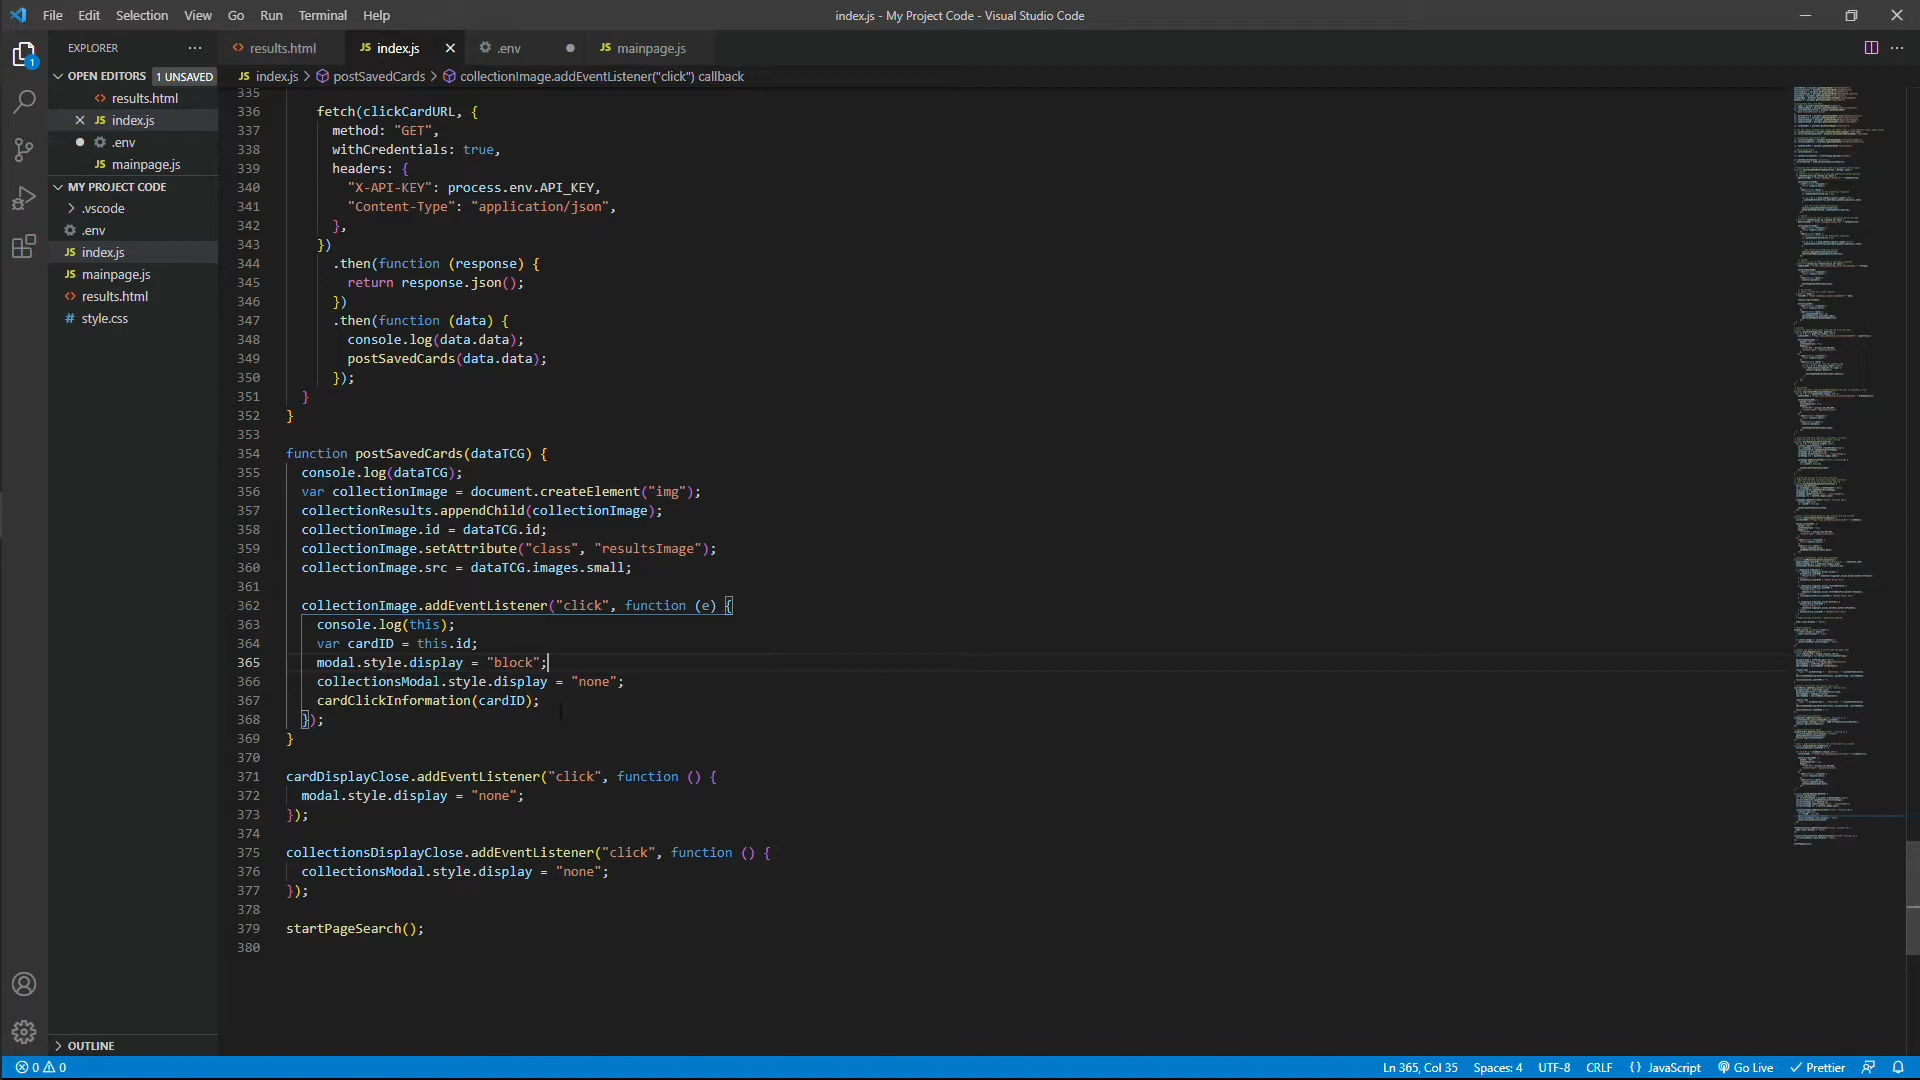 File Edit Selection View Go Run Terminal Help
index.js - My Project Code - Visual Studio Code
EXPLORER
results.html
JS index.js
.env
JS mainpage.js
OPEN EDITORS 1 UNSAVED
results.html
JS index.js
.env
JS mainpage.js
MY PROJECT CODE
.vscode
.env
JS index.js
JS mainpage.js
results.html
# style.css
OUTLINE
1
JS index.js > postSavedCards > collectionImage.addEventListener("click") callback
335
336 fetch(clickCardURL, {
337 method: "GET",
338 withCredentials: true,
339 headers: {
340 "X-API-KEY": process.env.API_KEY,
341 "Content-Type": "application/json",
342 },
343 })
344 .then(function (response) {
345 return response.json();
346 })
347 .then(function (data) {
348 console.log(data.data);
349 postSavedCards(data.data);
350 });
351 }
352 }
353
354 function postSavedCards(dataTCG) {
355 console.log(dataTCG);
356 var collectionImage = document.createElement("img");
357 collectionResults.appendChild(collectionImage);
358 collectionImage.id = dataTCG.id;
359 collectionImage.setAttribute("class", "resultsImage");
360 collectionImage.src = dataTCG.images.small;
361
362 collectionImage.addEventListener("click", function (e) {
363 console.log(this);
364 var cardID = this.id;
365 modal.style.display = "block";
366 collectionsModal.style.display = "none";
367 cardClickInformation(cardID);
368 });
369 }
370
371 cardDisplayClose.addEventListener("click", function () {
372 modal.style.display = "none";
373 });
374
375 collectionsDisplayClose.addEventListener("click", function () {
376 collectionsModal.style.display = "none";
377 });
378
379 startPageSearch();
380
0 0
Ln 365, Col 35 Spaces: 4 UTF-8 CRLF {} JavaScript Go Live Prettier